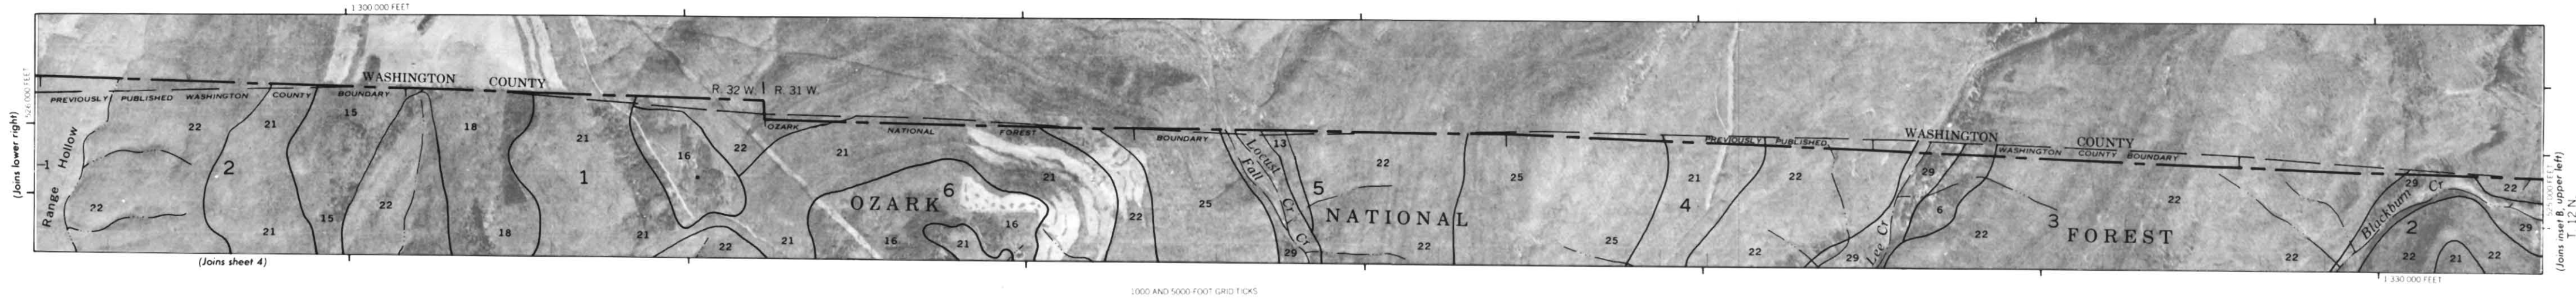 1 300 000 FEET
WASHINGTON COUNTY
PREVIOUSLY PUBLISHED WASHINGTON COUNTY BOUNDARY
R. 32 W. R. 31 W.
OZARK NATIONAL FOREST BOUNDARY
PREVIOUSLY PUBLISHED
WASHINGTON COUNTY
WASHINGTON COUNTY BOUNDARY
(Joins lower right)
Range Hollow
1
22
22
2
21
21
15
15
22
18
18
21
1
21
16
22
22
21
21
OZARK
6
16
21
16
21
22
25
Locust Cr
Fall Cr
13
29
5
22
NATIONAL
22
25
25
21
4
22
22
29
Lee Cr
29
6
22
3
22
FOREST
22
Blackburn Cr
29
22
2
29
22
21
22
(Joins inset B, upper left)
(Joins sheet 4)
1 330 000 FEET
1000 AND 5000 FOOT GRID TICKS